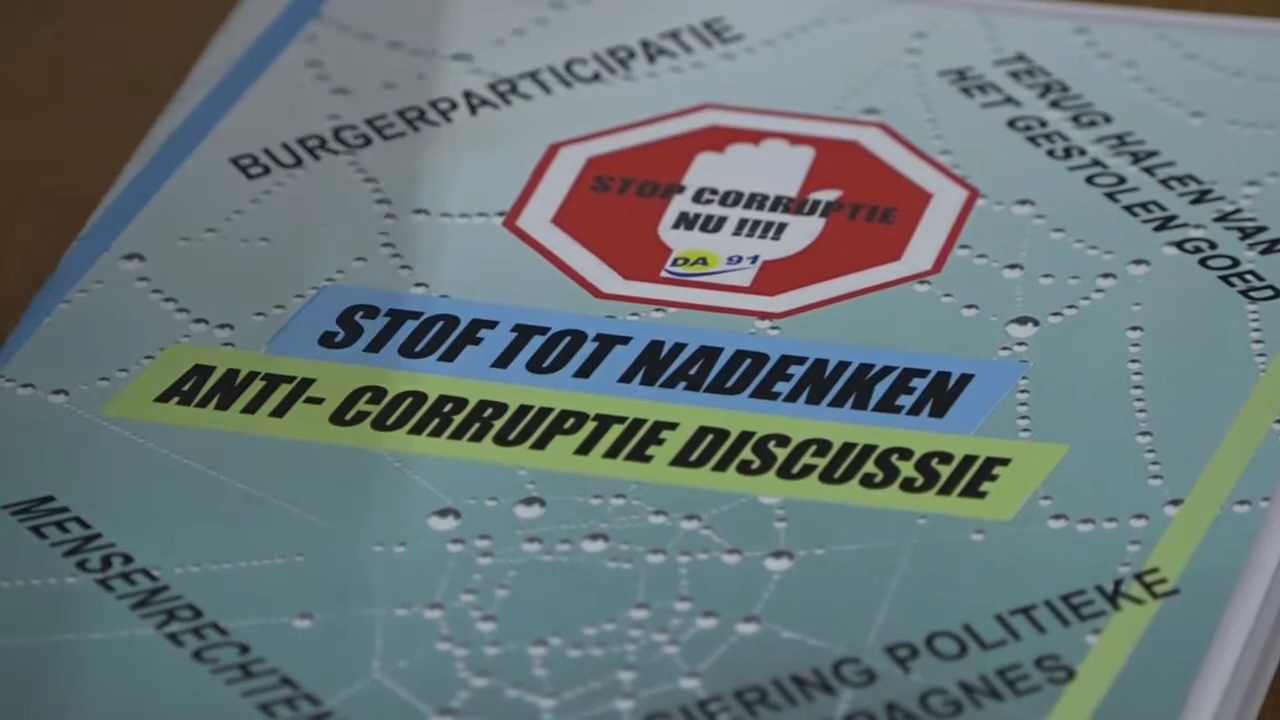 BURGERPARTICIPATIE
TERUG HALEN VAN
HET GESTOLEN GOED
STOP CORRUPTIE
NU !!!!
DA 91
STOF TOT NADENKEN
ANTI- CORRUPTIE DISCUSSIE
MENSENRECHTEN
POLITIEKE